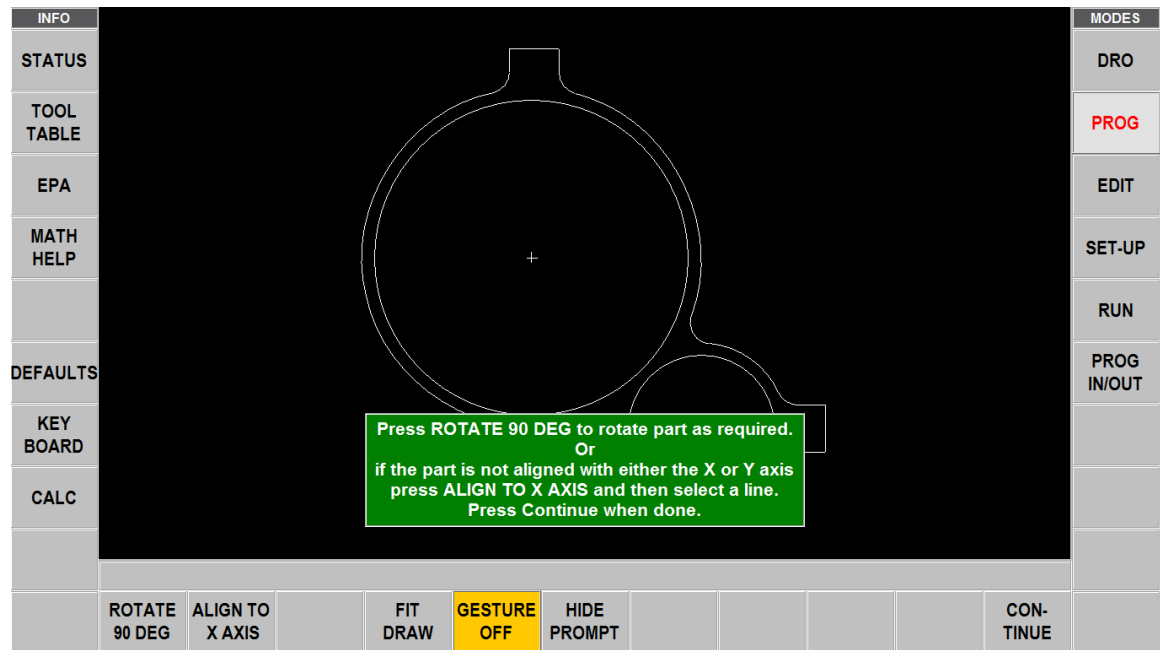 INFO
STATUS
TOOL
TABLE
EPA
MATH
HELP
DEFAULTS
KEY
BOARD
CALC
Press ROTATE 90 DEG to rotate part as required.
Or
if the part is not aligned with either the X or Y axis
press ALIGN TO X AXIS and then select a line.
Press Continue when done.
MODES
DRO
PROG
EDIT
SET-UP
RUN
PROG
IN/OUT
ROTATE
90 DEG
ALIGN TO
X AXIS
FIT
DRAW
GESTURE
OFF
HIDE
PROMPT
CON-
TINUE